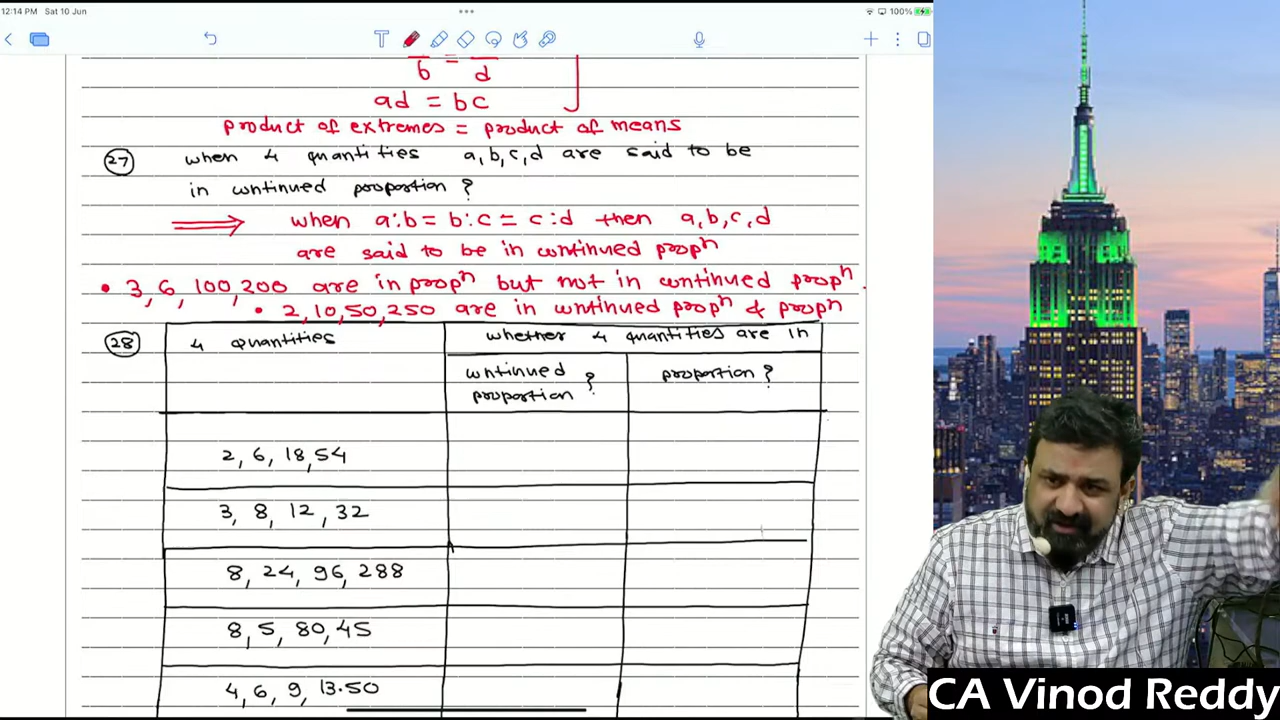 12:14 PM Sat 10 Jun
100%
b = d
ad = bc
product of extremes = product of means
27 when 4 quantities a, b, c, d are said to be
in continued proportion ?
⟹ when a:b = b:c = c:d then a, b, c, d
are said to be in continued propⁿ
• 3, 6, 100, 200 are in propⁿ but not in continued propⁿ.
• 2, 10, 50, 250 are in continued propⁿ & propⁿ
28 4 quantities whether 4 quantities are in
continued proportion ? proportion ?
2, 6, 18, 54
3, 8, 12, 32
8, 24, 96, 288
8, 5, 80, 45
4, 6, 9, 13.50
CA Vinod Reddy